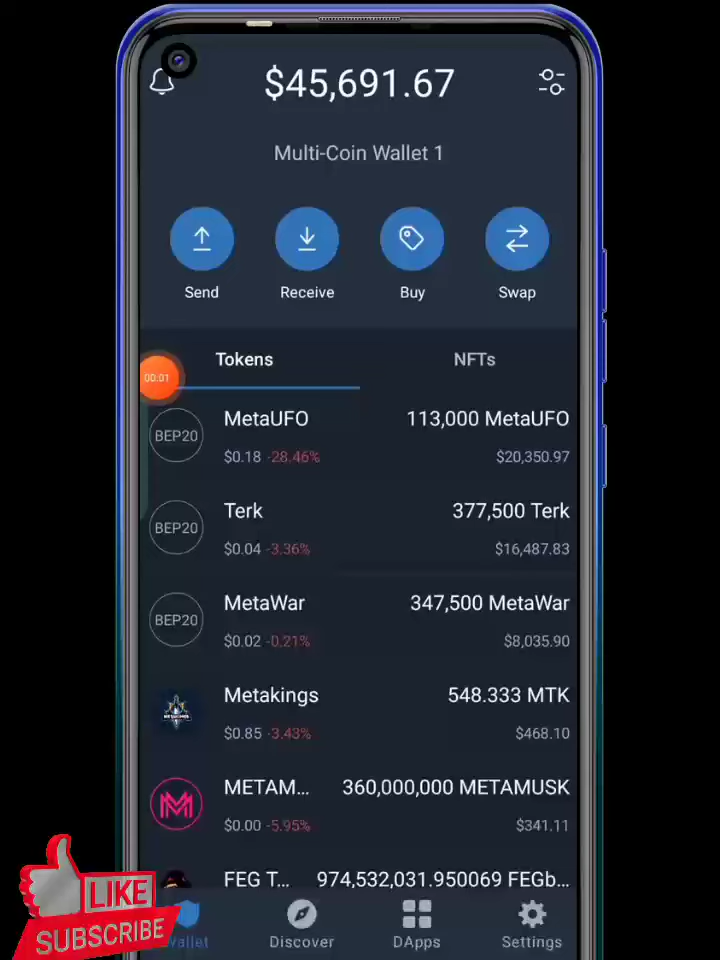 $45,691.67
Multi-Coin Wallet 1
Send Receive Buy Swap
Tokens NFTs
00:01
BEP20 MetaUFO 113,000 MetaUFO
$0.18 -28.46% $20,350.97
BEP20 Terk 377,500 Terk
$0.04 -3.36% $16,487.83
BEP20 MetaWar 347,500 MetaWar
$0.02 -0.21% $8,035.90
Metakings 548.333 MTK
$0.85 -3.43% $468.10
METAM... 360,000,000 METAMUSK
$0.00 -5.95% $341.11
FEG T... 974,532,031.950069 FEGb...
LIKE
SUBSCRIBE
Discover DApps Settings